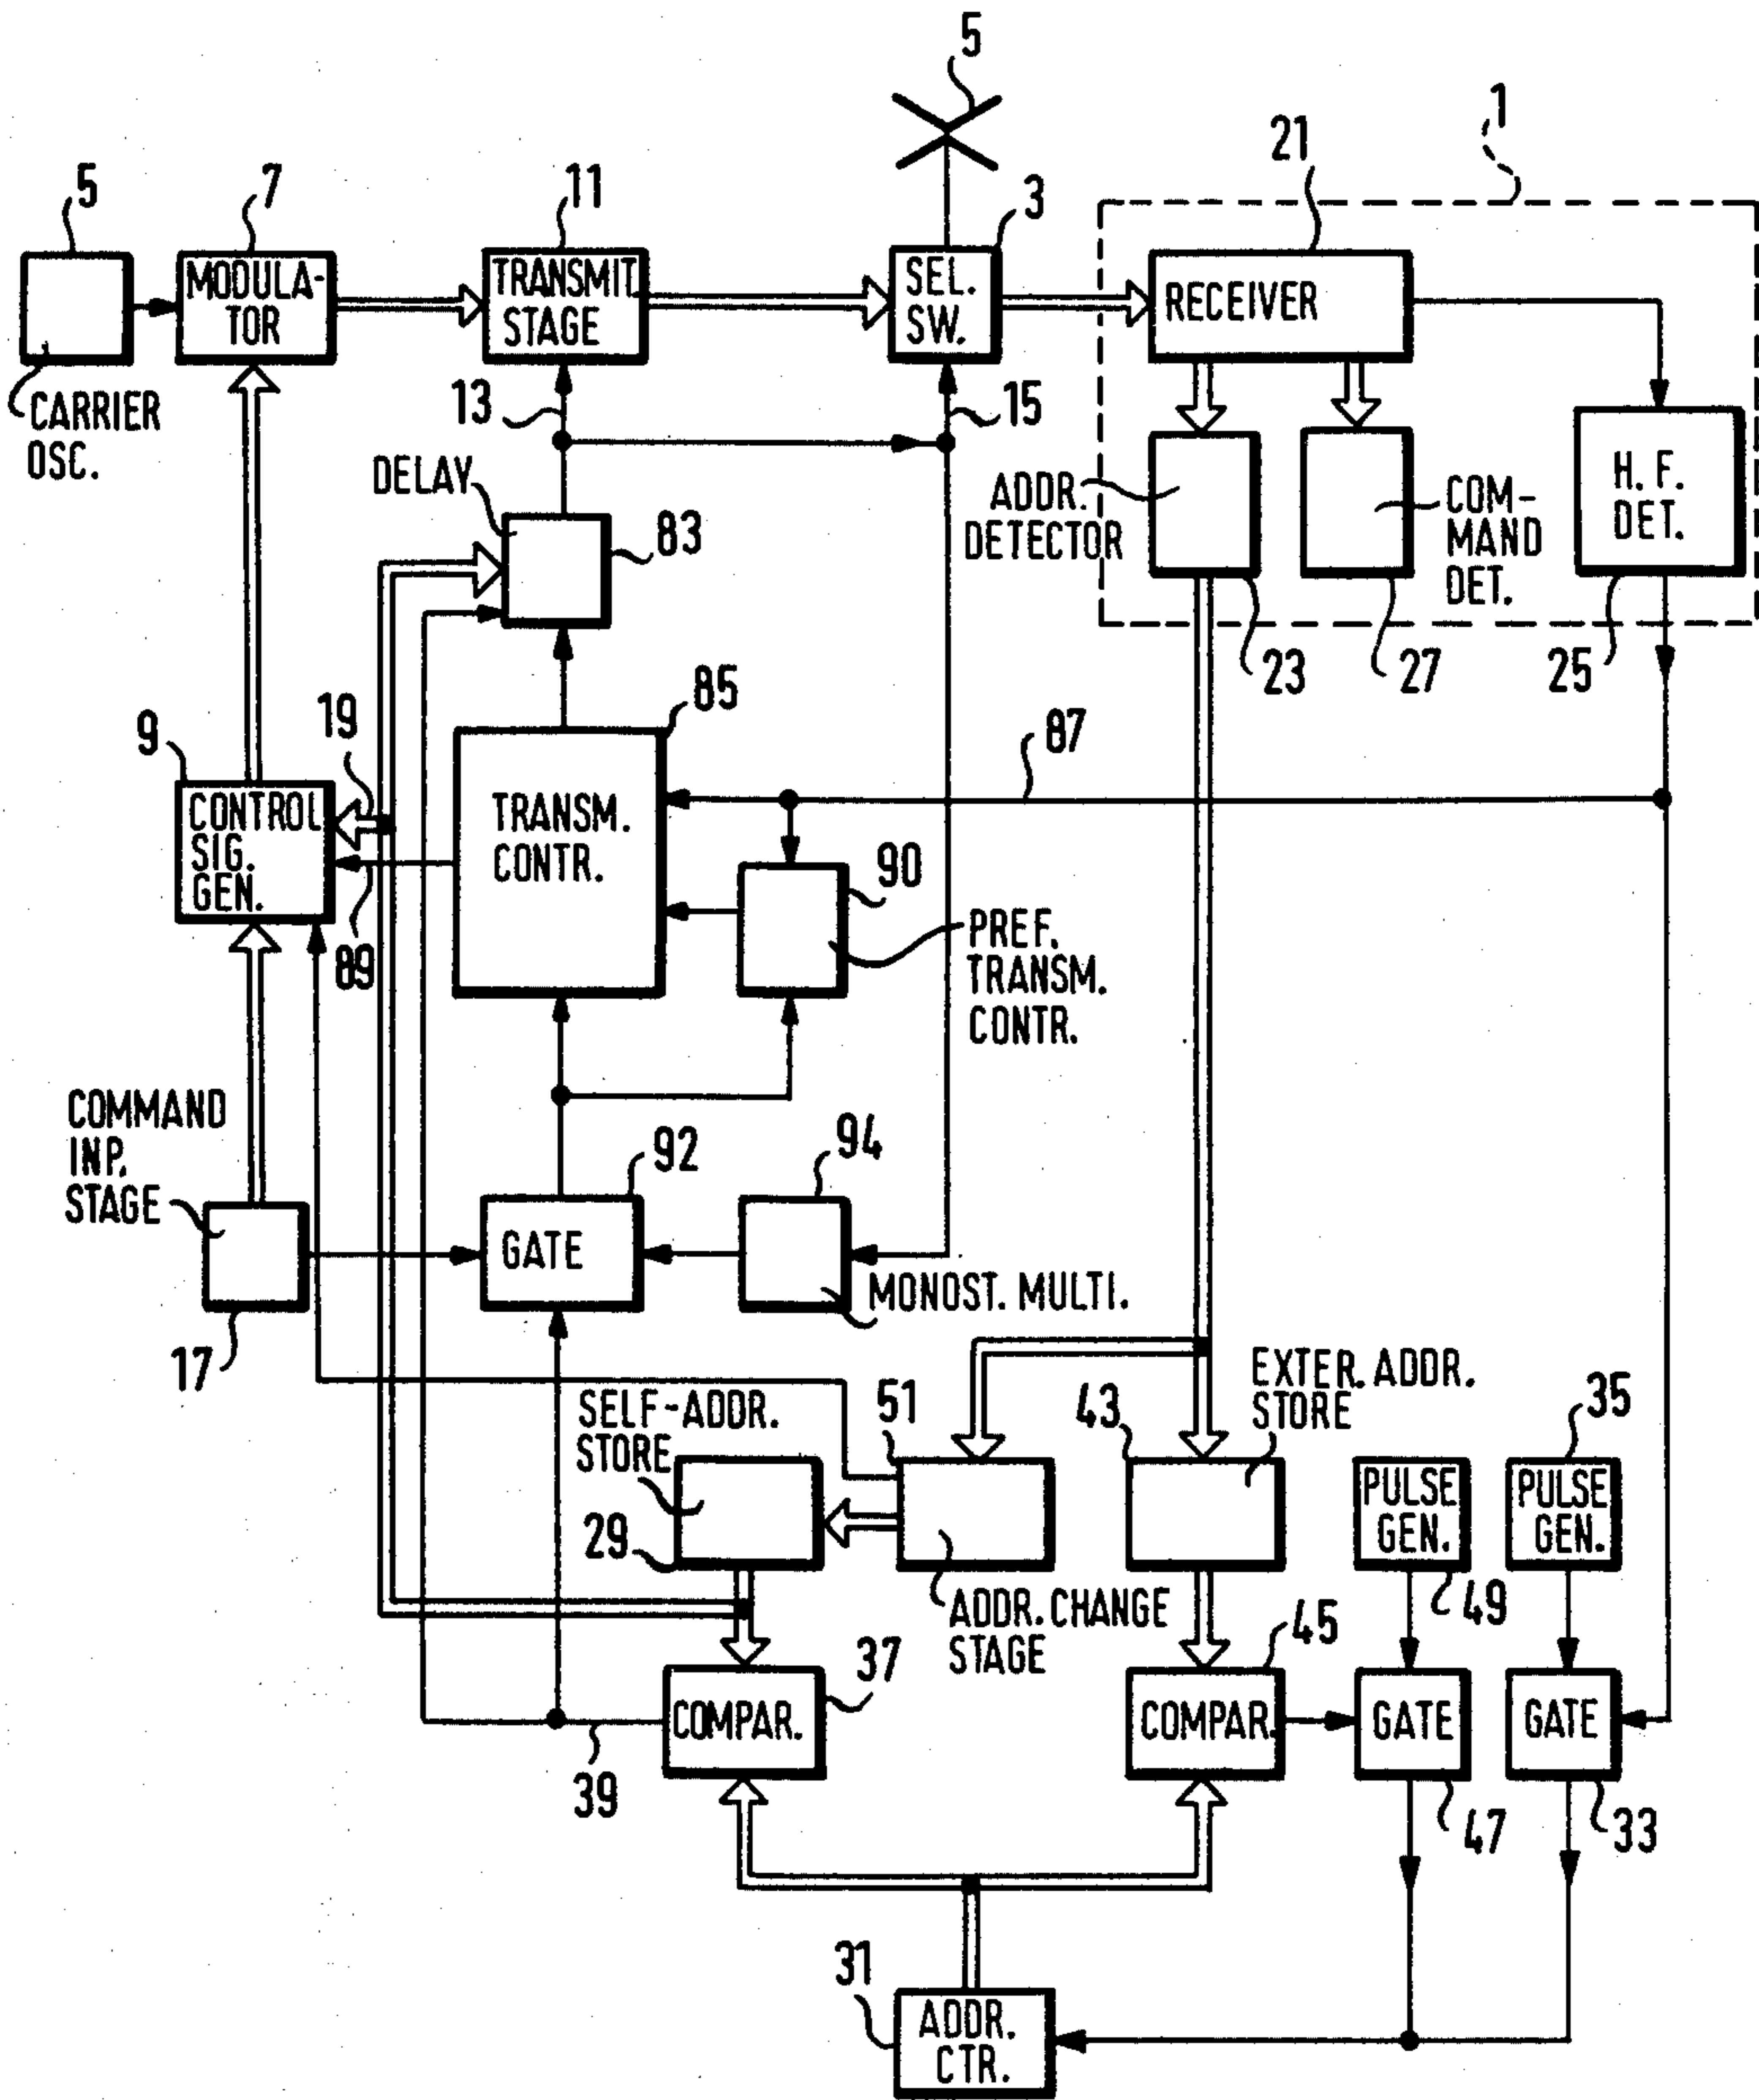 5
1
21
5
7
11
3
MODULA-
TOR
TRANSMIT
STAGE
SEL.
SW.
RECEIVER
CARRIER
OSC.
13
15
DELAY
83
ADDR.
DETECTOR
COM-
MAND
DET.
H. F.
DET.
23
27
25
85
87
9
19
CONTROL
SIG.
GEN.
TRANSM.
CONTR.
90
89
PREF.
TRANSM.
CONTR.
COMMAND
INP.
STAGE
92
94
GATE
MONOST. MULTI.
17
SELF-ADDR.
STORE
51
43
EXTER. ADDR.
STORE
35
PULSE
GEN.
PULSE
GEN.
29
49
ADDR. CHANGE
STAGE
45
37
COMPAR.
COMPAR.
GATE
GATE
39
47
33
31
ADDR.
CTR.